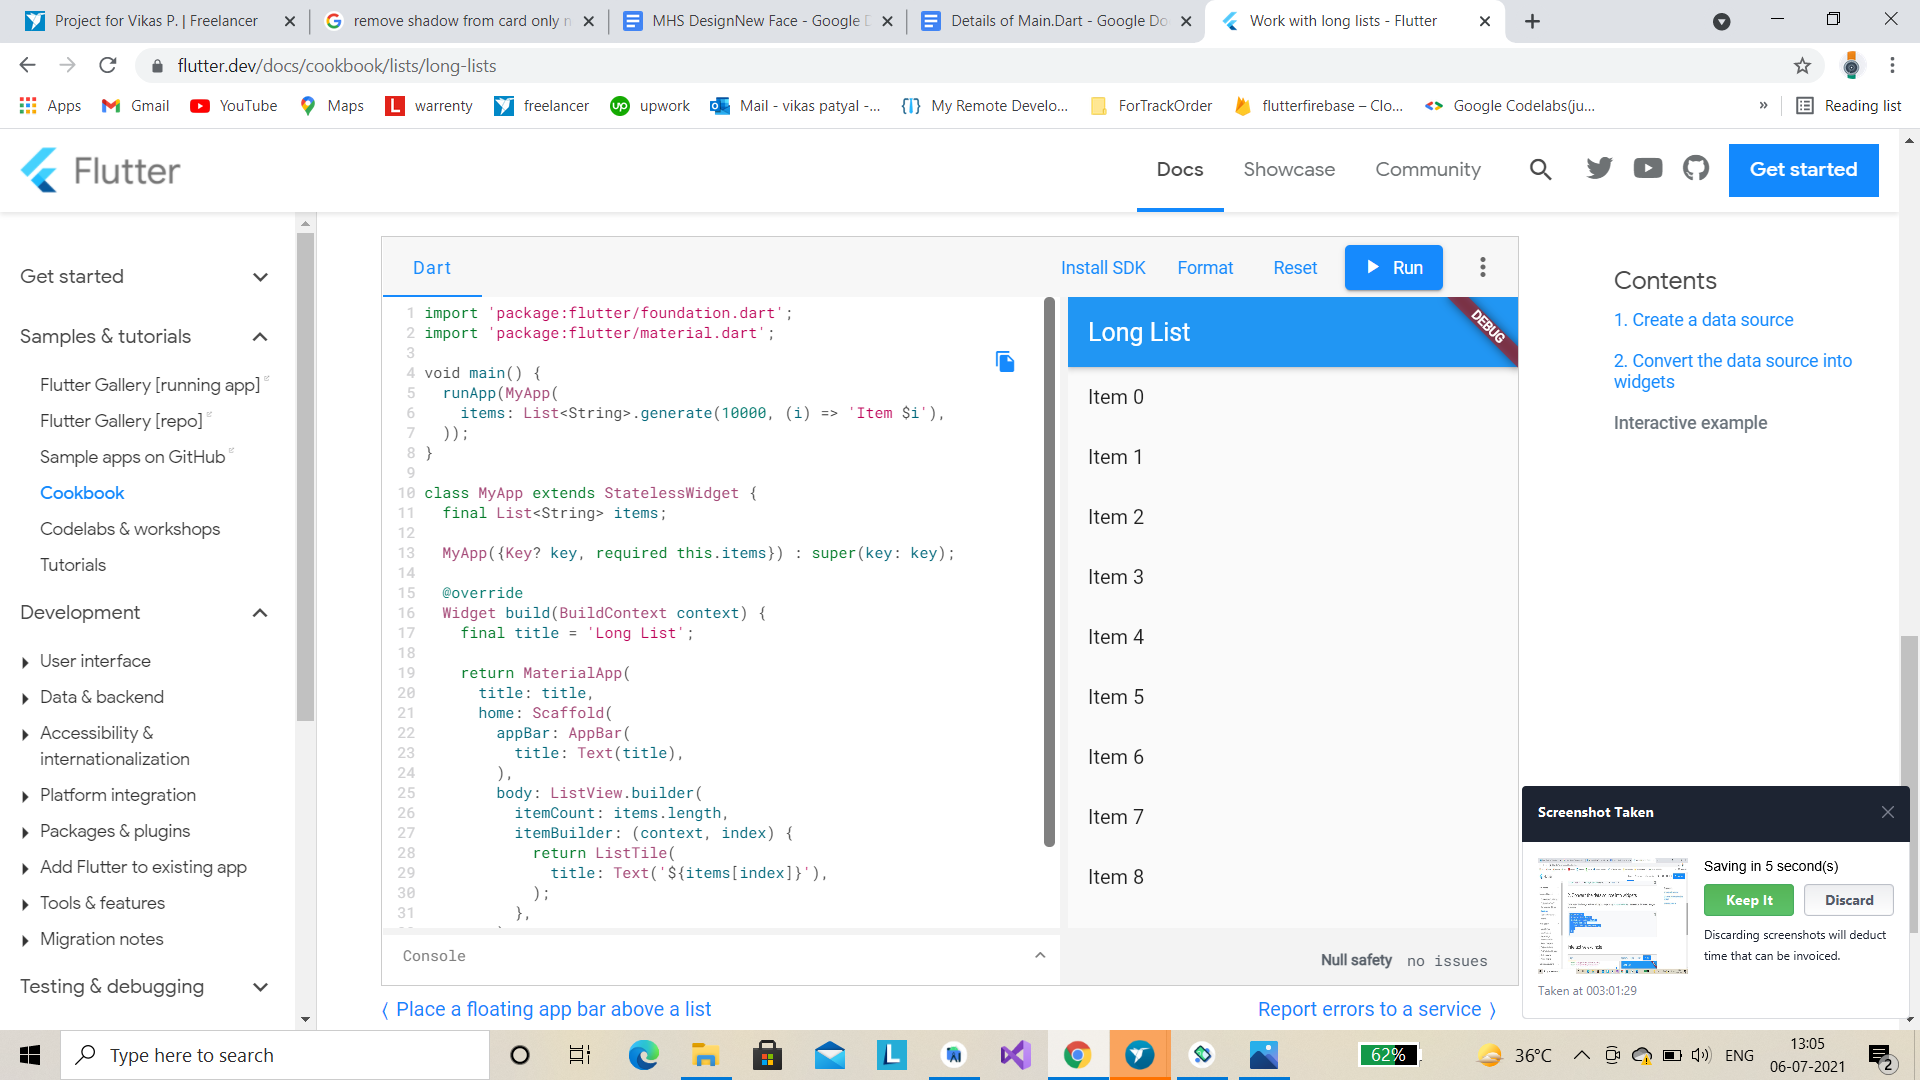 Project for Vikas P. | Freelancer
remove shadow from card only n
MHS DesignNew Face - Google D
Details of Main.Dart - Google Do
Work with long lists - Flutter
flutter.dev/docs/cookbook/lists/long-lists
Apps
Gmail
YouTube
Maps
warrenty
freelancer
upwork
Mail - vikas patyal -...
My Remote Develo...
ForTrackOrder
flutterfirebase – Clo...
Google Codelabs(ju...
»
Reading list
Flutter
Docs
Showcase
Community
Get started
Get started
Samples & tutorials
Flutter Gallery [running app]
Flutter Gallery [repo]
Sample apps on GitHub
Cookbook
Codelabs & workshops
Tutorials
Development
User interface
Data & backend
Accessibility &
internationalization
Platform integration
Packages & plugins
Add Flutter to existing app
Tools & features
Migration notes
Testing & debugging
Dart
Install SDK
Format
Reset
Run
1 import 'package:flutter/foundation.dart';
2 import 'package:flutter/material.dart';
3
4 void main() {
5   runApp(MyApp(
6     items: List<String>.generate(10000, (i) => 'Item $i'),
7   ));
8 }
9
10 class MyApp extends StatelessWidget {
11   final List<String> items;
12
13   MyApp({Key? key, required this.items}) : super(key: key);
14
15   @override
16   Widget build(BuildContext context) {
17     final title = 'Long List';
18
19     return MaterialApp(
20       title: title,
21       home: Scaffold(
22         appBar: AppBar(
23           title: Text(title),
24         ),
25         body: ListView.builder(
26           itemCount: items.length,
27           itemBuilder: (context, index) {
28             return ListTile(
29               title: Text('${items[index]}'),
30             );
31           },
Console
Long List
DEBUG
Item 0
Item 1
Item 2
Item 3
Item 4
Item 5
Item 6
Item 7
Item 8
Null safety
no issues
Place a floating app bar above a list
Report errors to a service
Contents
1. Create a data source
2. Convert the data source into
widgets
Interactive example
Screenshot Taken
Saving in 5 second(s)
Keep It
Discard
Discarding screenshots will deduct
time that can be invoiced.
Taken at 003:01:29
Type here to search
62%
36°C
ENG
13:05
06-07-2021
2